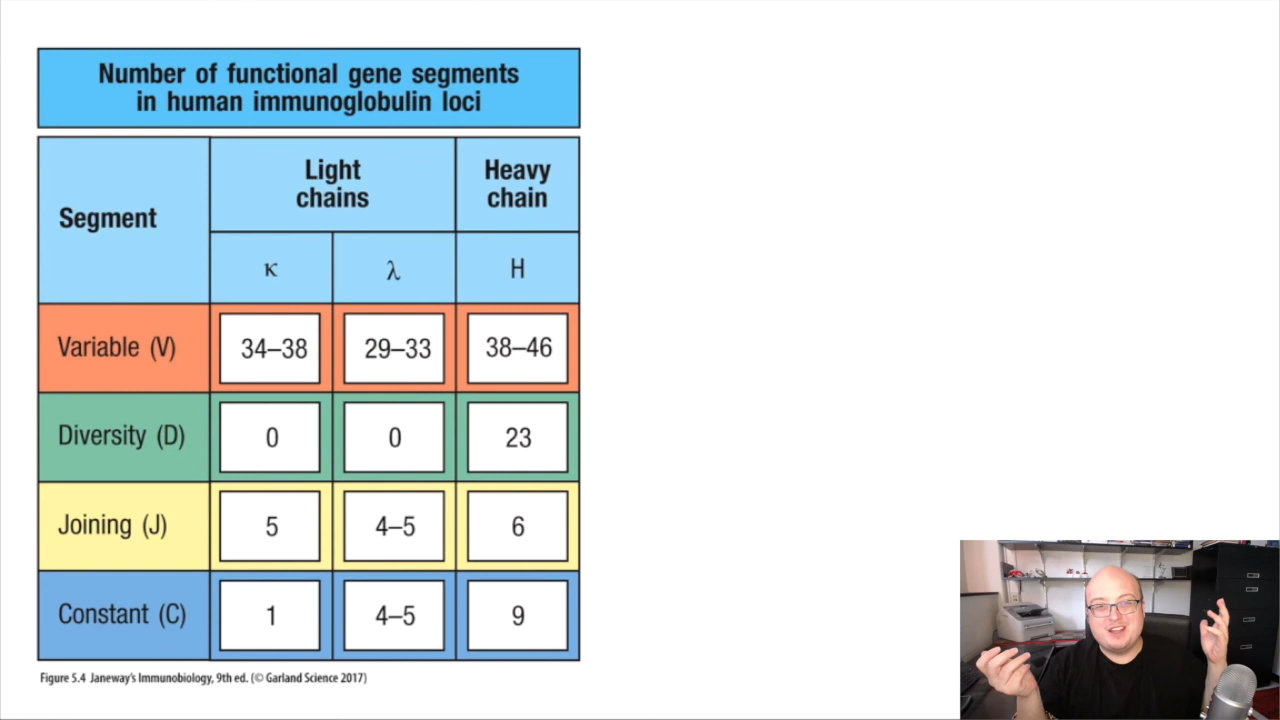 Number of functional gene segments
in human immunoglobulin loci
Segment
Light
chains
Heavy
chain
κ
λ
H
Variable (V)
34–38
29–33
38–46
Diversity (D)
0
0
23
Joining (J)
5
4–5
6
Constant (C)
1
4–5
9
Figure 5.4 Janeway's Immunobiology, 9th ed. (© Garland Science 2017)